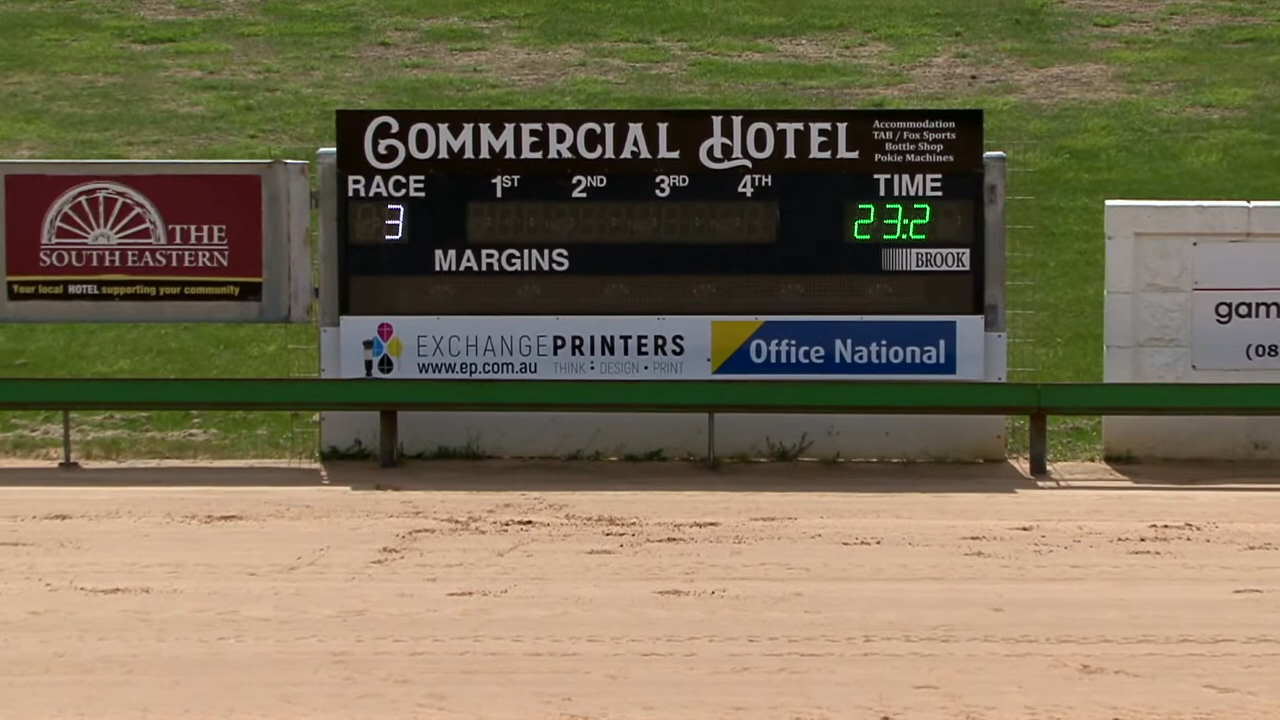 COMMERCIAL HOTEL
Accommodation
TAB / Fox Sports
Bottle Shop
Pokie Machines
RACE 1ST 2ND 3RD 4TH TIME
3 23:2
MARGINS
BROOK
THE
SOUTH EASTERN
Your local HOTEL supporting your community
EXCHANGEPRINTERS
www.ep.com.au THINK : DESIGN • PRINT
Office National
gam
(08